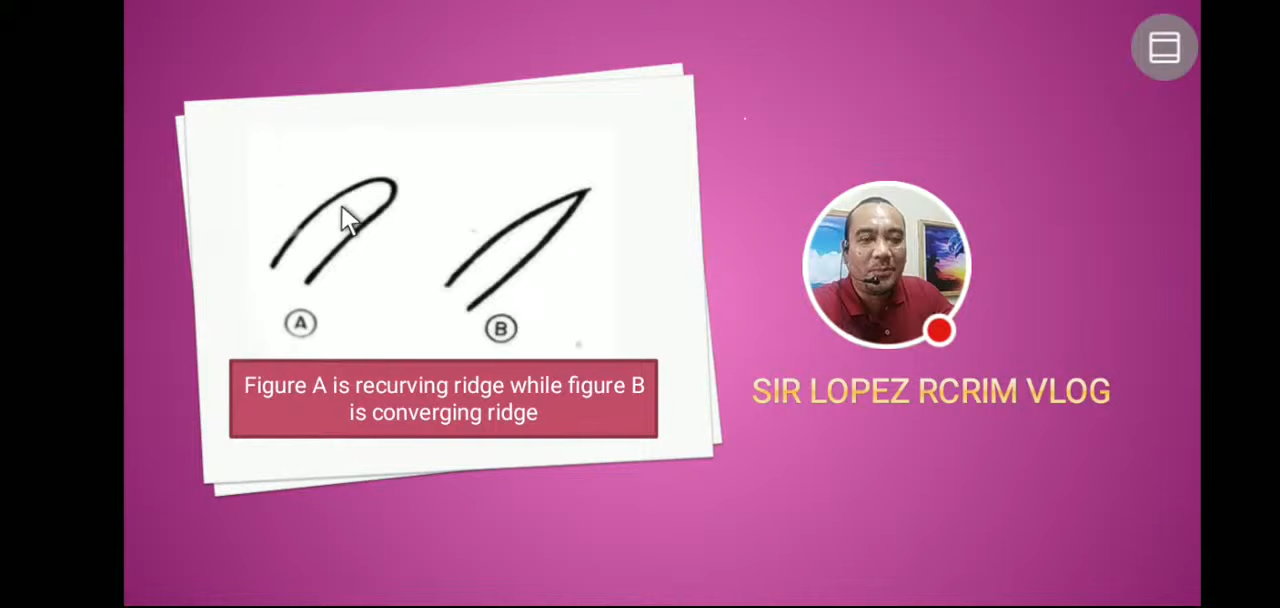 A
B
Figure A is recurving ridge while figure B
is converging ridge
SIR LOPEZ RCRIM VLOG